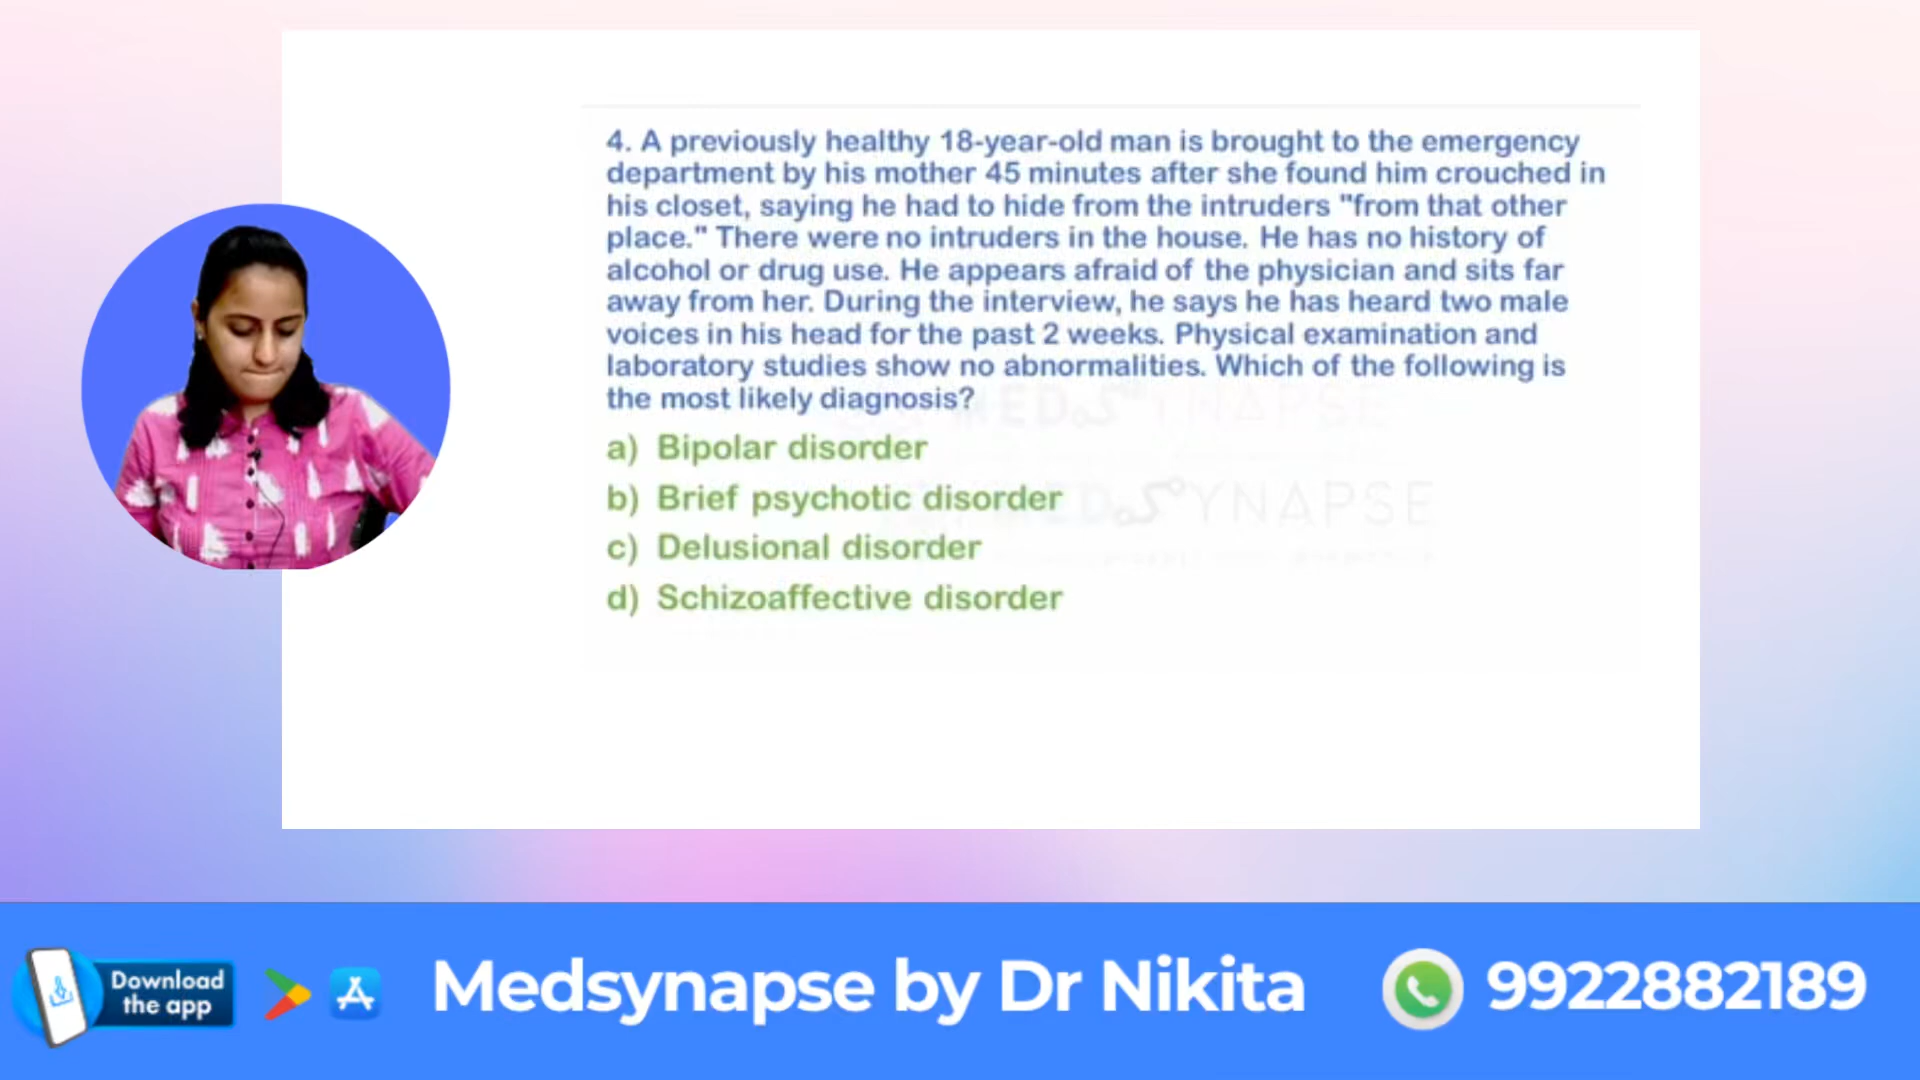 4. A previously healthy 18-year-old man is brought to the emergency
department by his mother 45 minutes after she found him crouched in
his closet, saying he had to hide from the intruders "from that other
place." There were no intruders in the house. He has no history of
alcohol or drug use. He appears afraid of the physician and sits far
away from her. During the interview, he says he has heard two male
voices in his head for the past 2 weeks. Physical examination and
laboratory studies show no abnormalities. Which of the following is
the most likely diagnosis?
MEDSYNAPSE
a) Bipolar disorder
b) Brief psychotic disorder
MEDSYNAPSE
c) Delusional disorder
d) Schizoaffective disorder
Download
the app
Medsynapse by Dr Nikita
9922882189